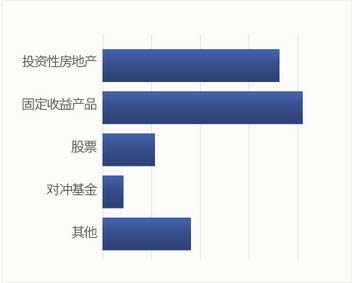 投资性房地产
固定收益产品
股票
对冲基金
其他